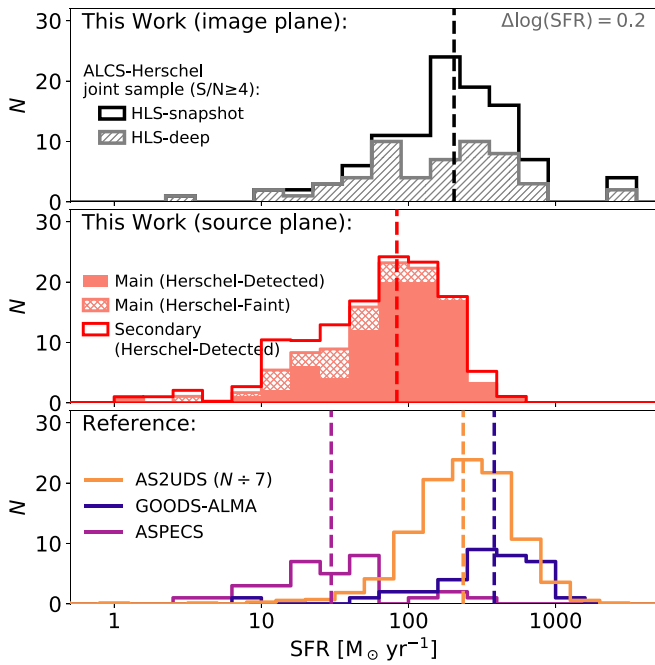 This Work (image plane):
Δlog(SFR) = 0.2
ALCS-Herschel
joint sample (S/N≥4):
HLS-snapshot
HLS-deep
30
20
10
0
N
This Work (source plane):
Main (Herschel-Detected)
Main (Herschel-Faint)
Secondary
(Herschel-Detected)
30
20
10
0
N
Reference:
AS2UDS (N ÷ 7)
GOODS-ALMA
ASPECS
30
20
10
0
N
1
10
100
1000
SFR [M⊙ yr⁻¹]